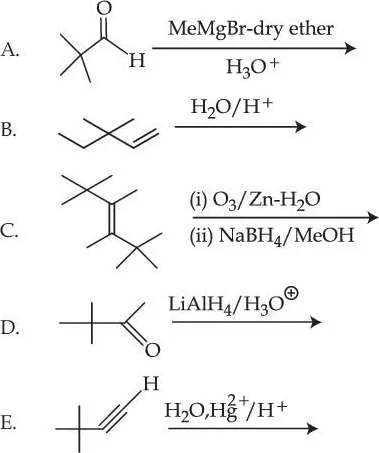 A.
O
H
MeMgBr-dry ether
H₃O⁺
B.
H₂O/H⁺
C.
(i) O₃/Zn-H₂O
(ii) NaBH₄/MeOH
D.
O
LiAlH₄/H₃O⊕
E.
H
H₂O,Hg²⁺/H⁺